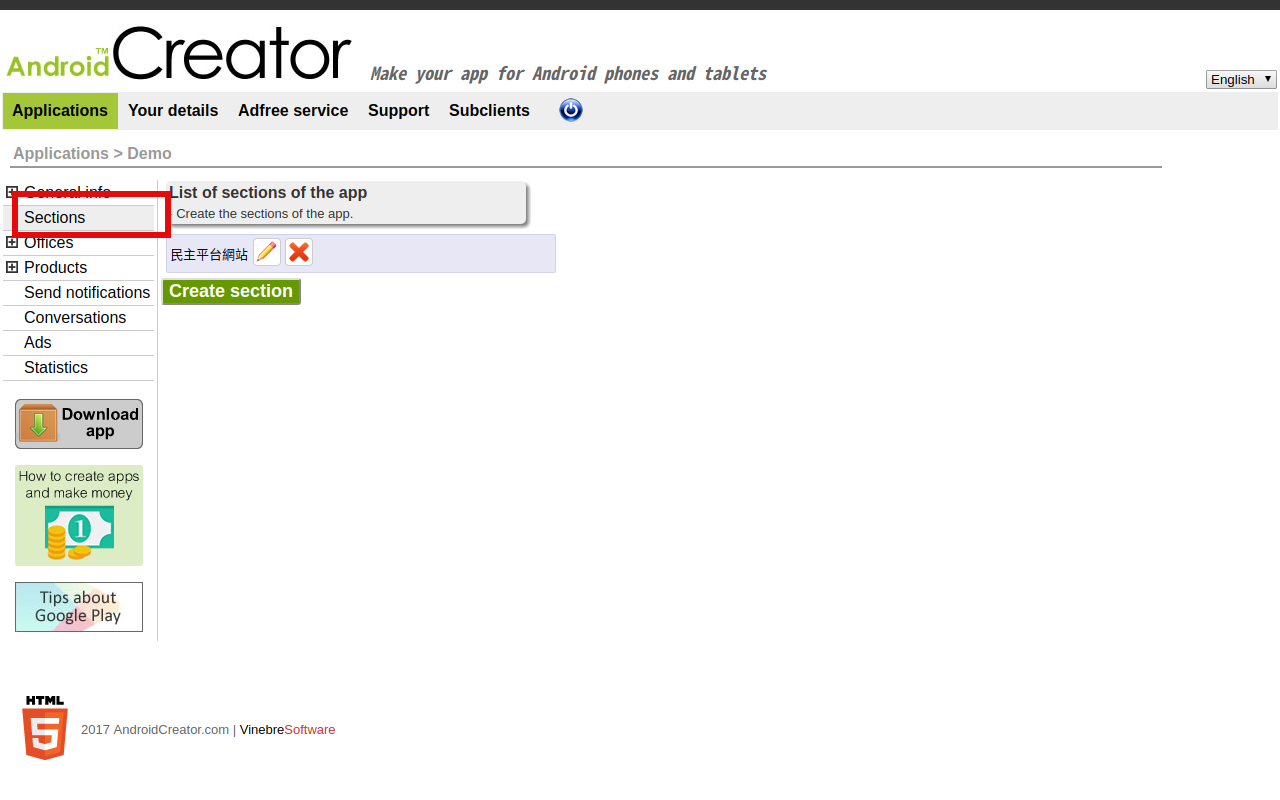 Android™Creator
Make your app for Android phones and tablets
English
Applications Your details Adfree service Support Subclients
Applications > Demo
General info
Sections
Offices
Products
Send notifications
Conversations
Ads
Statistics
List of sections of the app
Create the sections of the app.
民主平台網站
Create section
Download
app
How to create apps
and make money
1
Tips about
Google Play
HTML
5
2017 AndroidCreator.com | VinebreSoftware